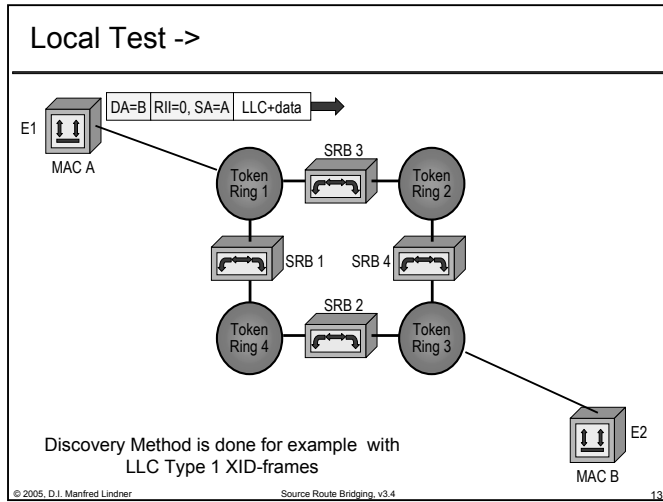 Local Test ->
DA=B RII=0, SA=A LLC+data
E1
MAC A
SRB 3
Token
Ring 1
Token
Ring 2
SRB 1
SRB 4
SRB 2
Token
Ring 4
Token
Ring 3
E2
MAC B
Discovery Method is done for example with
LLC Type 1 XID-frames
© 2005, D.I. Manfred Lindner
Source Route Bridging, v3.4
13